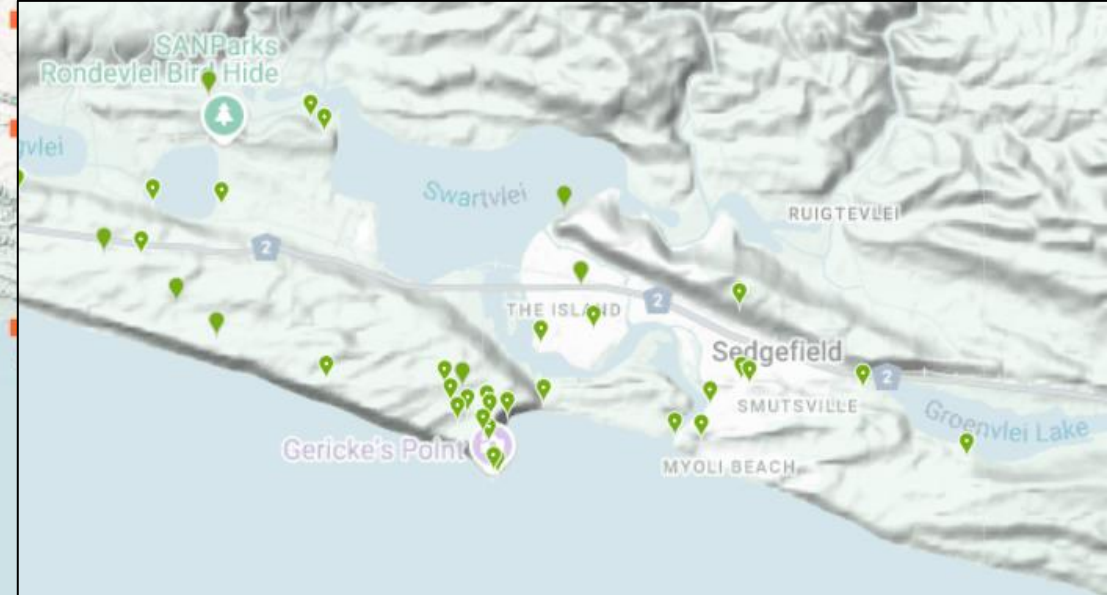 SANParks
Rondevlei Bird Hide
Swartvlei
RUIGTEVLEI
2
THE ISLAND
2
Sedgefield
2
SMUTSVILLE
Groenvlei Lake
Gericke's Point
MYOLI BEACH